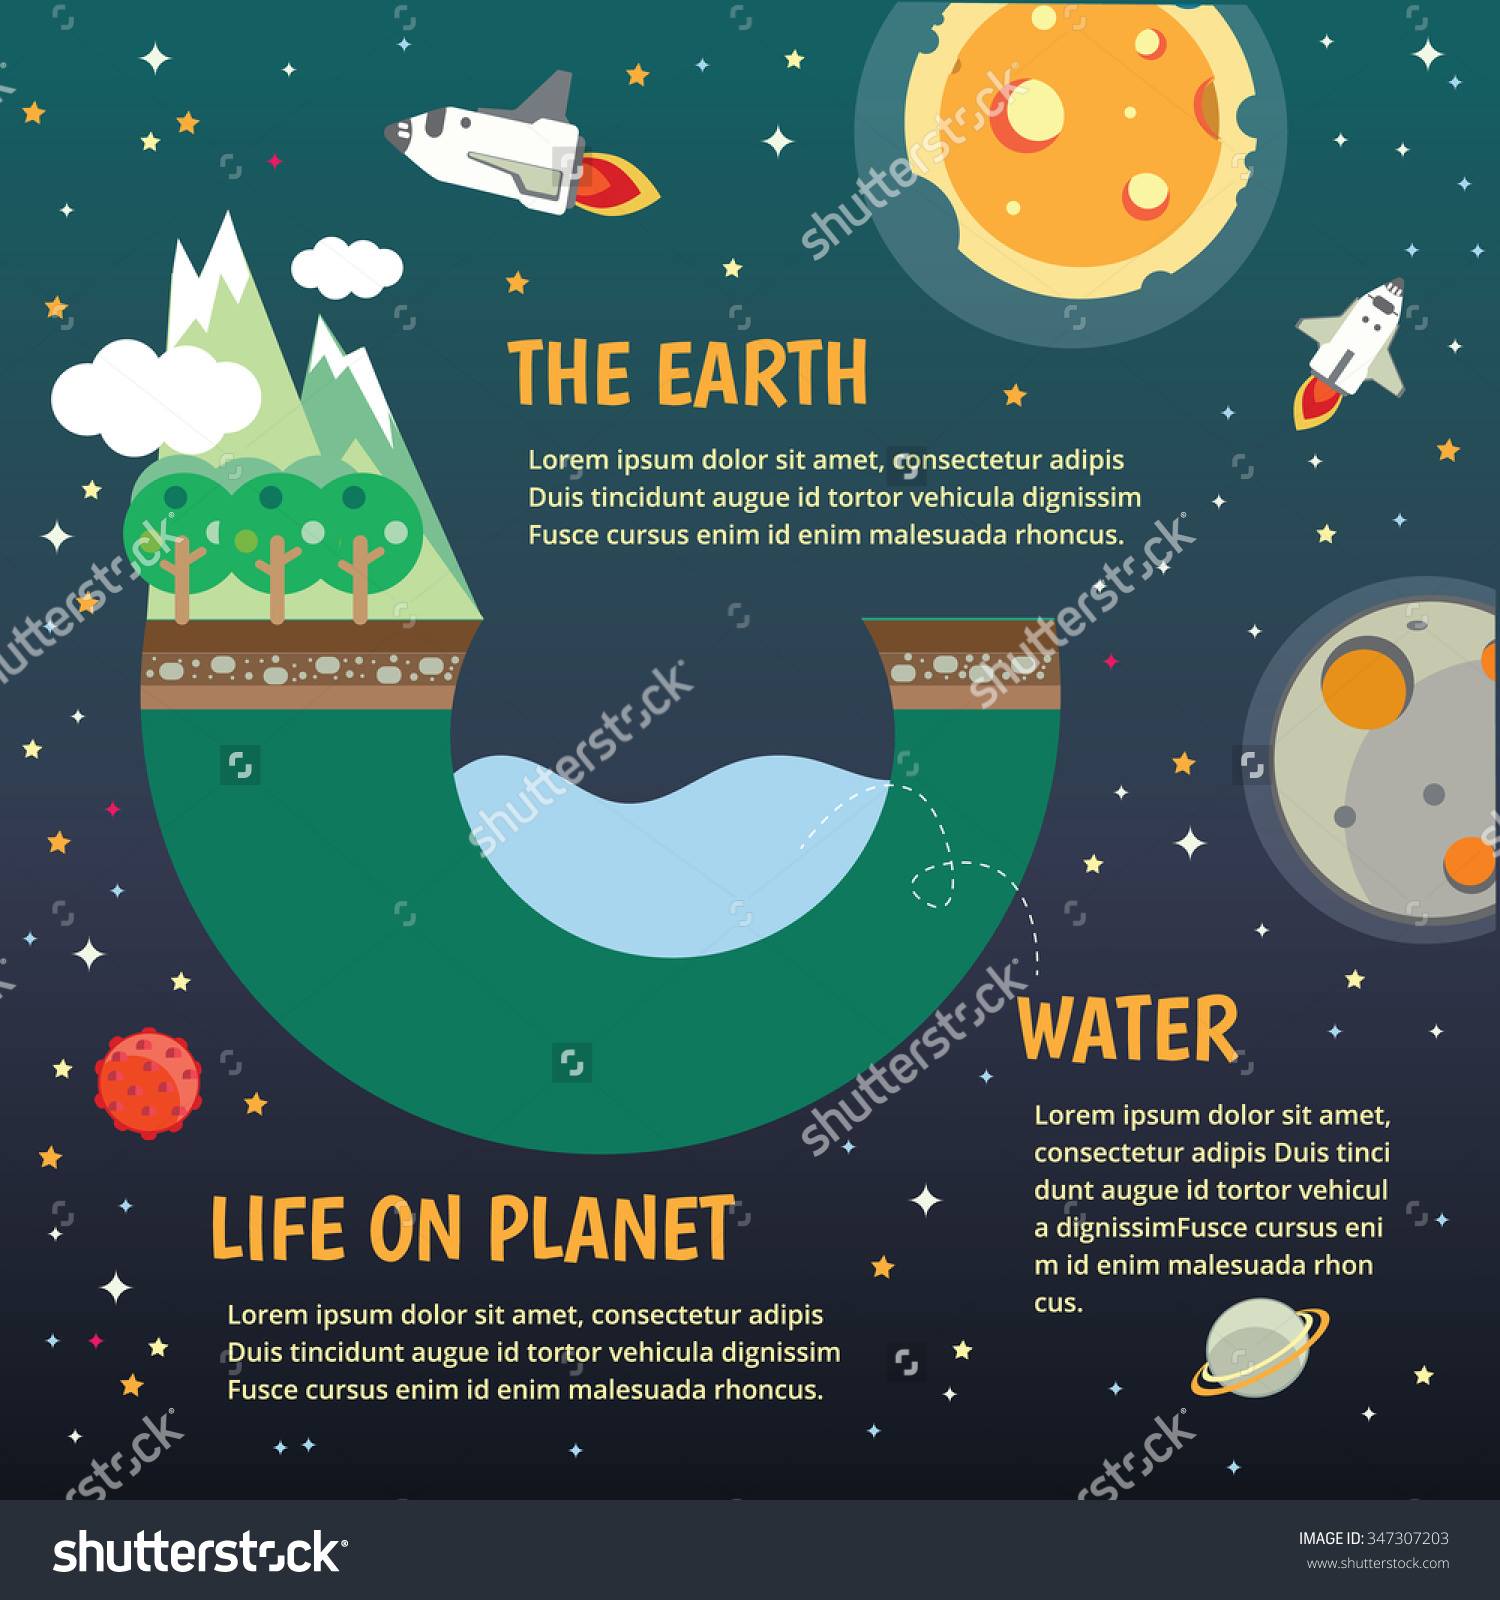 THE EARTH
Lorem ipsum dolor sit amet, consectetur adipis
Duis tincidunt augue id tortor vehicula dignissim
Fusce cursus enim id enim malesuada rhoncus.
WATER
Lorem ipsum dolor sit amet,
consectetur adipis Duis tinci
dunt augue id tortor vehicul
a dignissimFusce cursus eni
m id enim malesuada rhon
cus.
LIFE ON PLANET
Lorem ipsum dolor sit amet, consectetur adipis
Duis tincidunt augue id tortor vehicula dignissim
Fusce cursus enim id enim malesuada rhoncus.
shutterstock
shutterstock
shutterstock
shutterstock
shutterstock
shutterstock®
IMAGE ID: 347307203
www.shutterstock.com